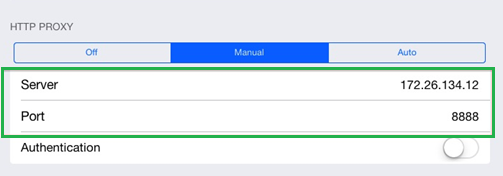 HTTP PROXY
Off Manual Auto
Server 172.26.134.12
Port 8888
Authentication